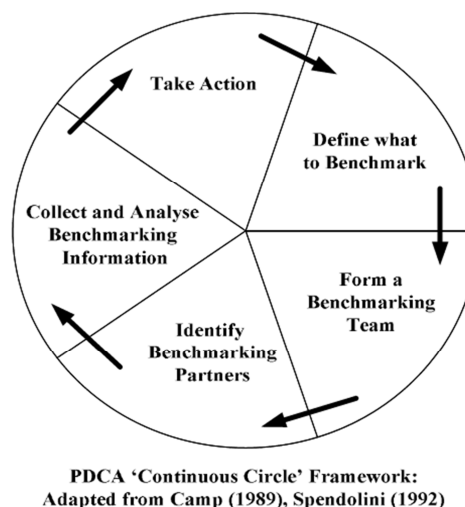 Take Action
Define what
to Benchmark
Form a
Benchmarking
Team
Identify
Benchmarking
Partners
Collect and Analyse
Benchmarking
Information
PDCA ‘Continuous Circle’ Framework:
Adapted from Camp (1989), Spendolini (1992)